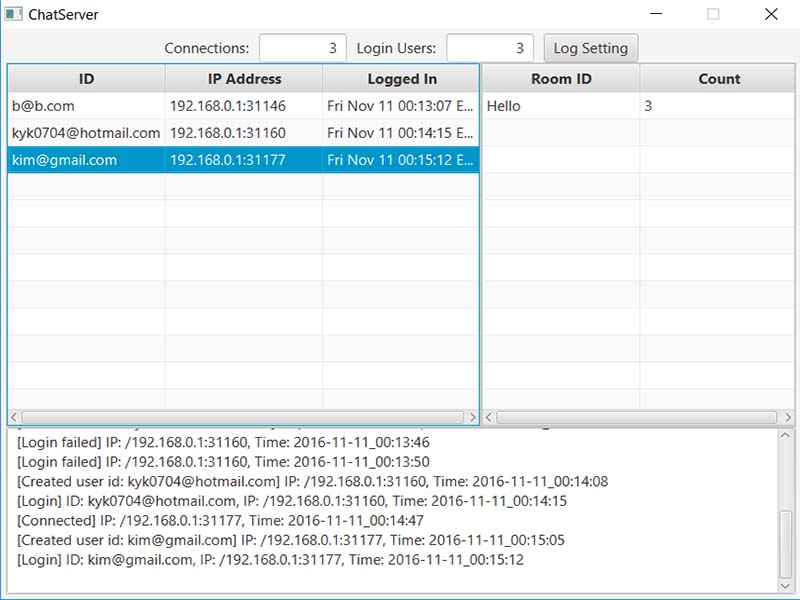 ChatServer
Connections: 3 Login Users: 3 Log Setting
ID IP Address Logged In Room ID Count
b@b.com 192.168.0.1:31146 Fri Nov 11 00:13:07 E... Hello 3
kyk0704@hotmail.com 192.168.0.1:31160 Fri Nov 11 00:14:15 E...
kim@gmail.com 192.168.0.1:31177 Fri Nov 11 00:15:12 E...
[Login failed] IP: /192.168.0.1:31160, Time: 2016-11-11_00:13:46
[Login failed] IP: /192.168.0.1:31160, Time: 2016-11-11_00:13:50
[Created user id: kyk0704@hotmail.com] IP: /192.168.0.1:31160, Time: 2016-11-11_00:14:08
[Login] ID: kyk0704@hotmail.com, IP: /192.168.0.1:31160, Time: 2016-11-11_00:14:15
[Connected] IP: /192.168.0.1:31177, Time: 2016-11-11_00:14:47
[Created user id: kim@gmail.com] IP: /192.168.0.1:31177, Time: 2016-11-11_00:15:05
[Login] ID: kim@gmail.com, IP: /192.168.0.1:31177, Time: 2016-11-11_00:15:12